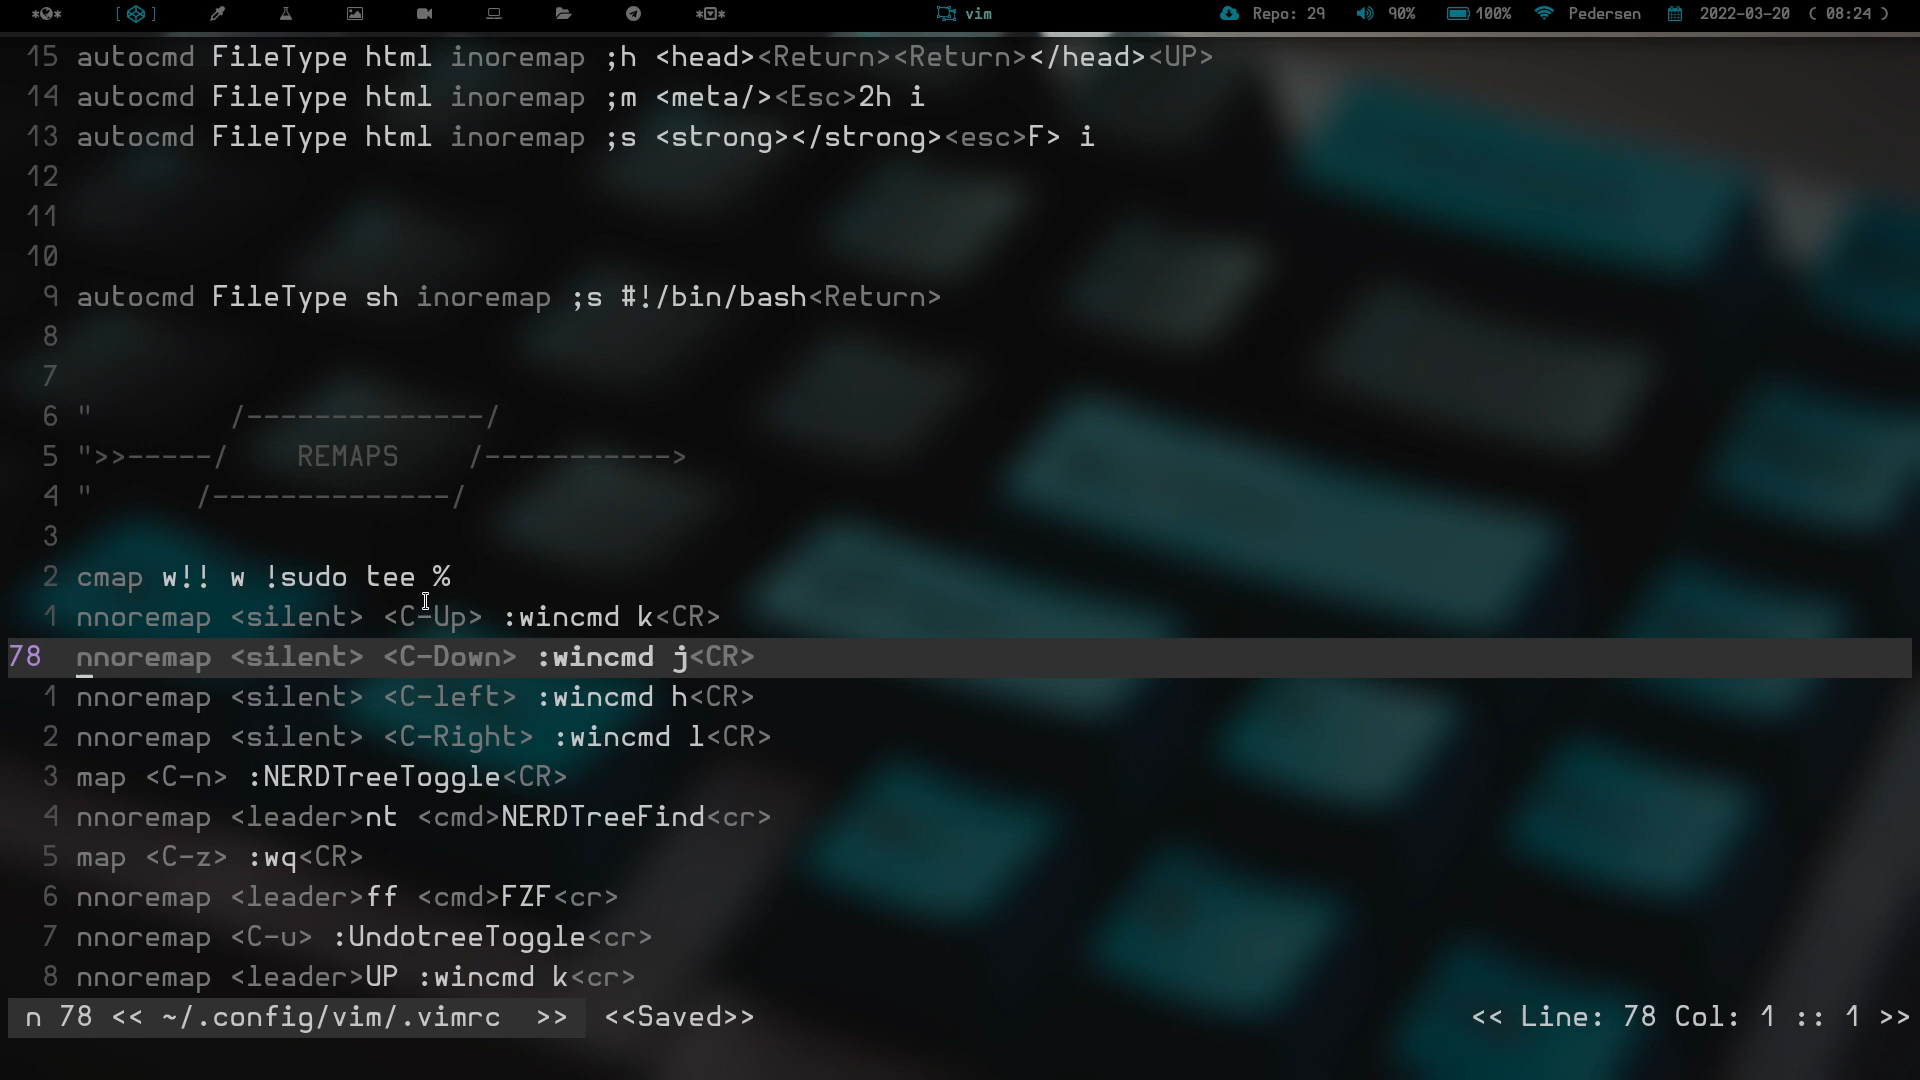 [ ] vim Repo: 29 90% 100% Pedersen 2022-03-20 ( 08:24 )
15 autocmd FileType html inoremap ;h <head><Return><Return></head><UP>
14 autocmd FileType html inoremap ;m <meta/><Esc>2h i
13 autocmd FileType html inoremap ;s <strong></strong><esc>F> i
12
11
10
9 autocmd FileType sh inoremap ;s #!/bin/bash<Return>
8
7
6 " /--------------/
5 ">>-----/ REMAPS /----------->
4 " /--------------/
3
2 cmap w!! w !sudo tee %
1 nnoremap <silent> <C-Up> :wincmd k<CR>
78 nnoremap <silent> <C-Down> :wincmd j<CR>
1 nnoremap <silent> <C-left> :wincmd h<CR>
2 nnoremap <silent> <C-Right> :wincmd l<CR>
3 map <C-n> :NERDTreeToggle<CR>
4 nnoremap <leader>nt <cmd>NERDTreeFind<cr>
5 map <C-z> :wq<CR>
6 nnoremap <leader>ff <cmd>FZF<cr>
7 nnoremap <C-u> :UndotreeToggle<cr>
8 nnoremap <leader>UP :wincmd k<cr>
n 78 << ~/.config/vim/.vimrc >> <<Saved>> << Line: 78 Col: 1 :: 1 >>